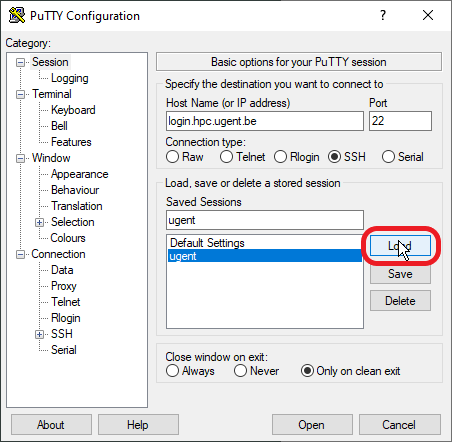 PuTTY Configuration
?
Category:
Session
Logging
Terminal
Keyboard
Bell
Features
Window
Appearance
Behaviour
Translation
Selection
Colours
Connection
Data
Proxy
Telnet
Rlogin
SSH
Serial
Basic options for your PuTTY session
Specify the destination you want to connect to
Host Name (or IP address) Port
login.hpc.ugent.be 22
Connection type:
Raw Telnet Rlogin SSH Serial
Load, save or delete a stored session
Saved Sessions
ugent
Default Settings
ugent
Load
Save
Delete
Close window on exit:
Always Never Only on clean exit
About Help Open Cancel